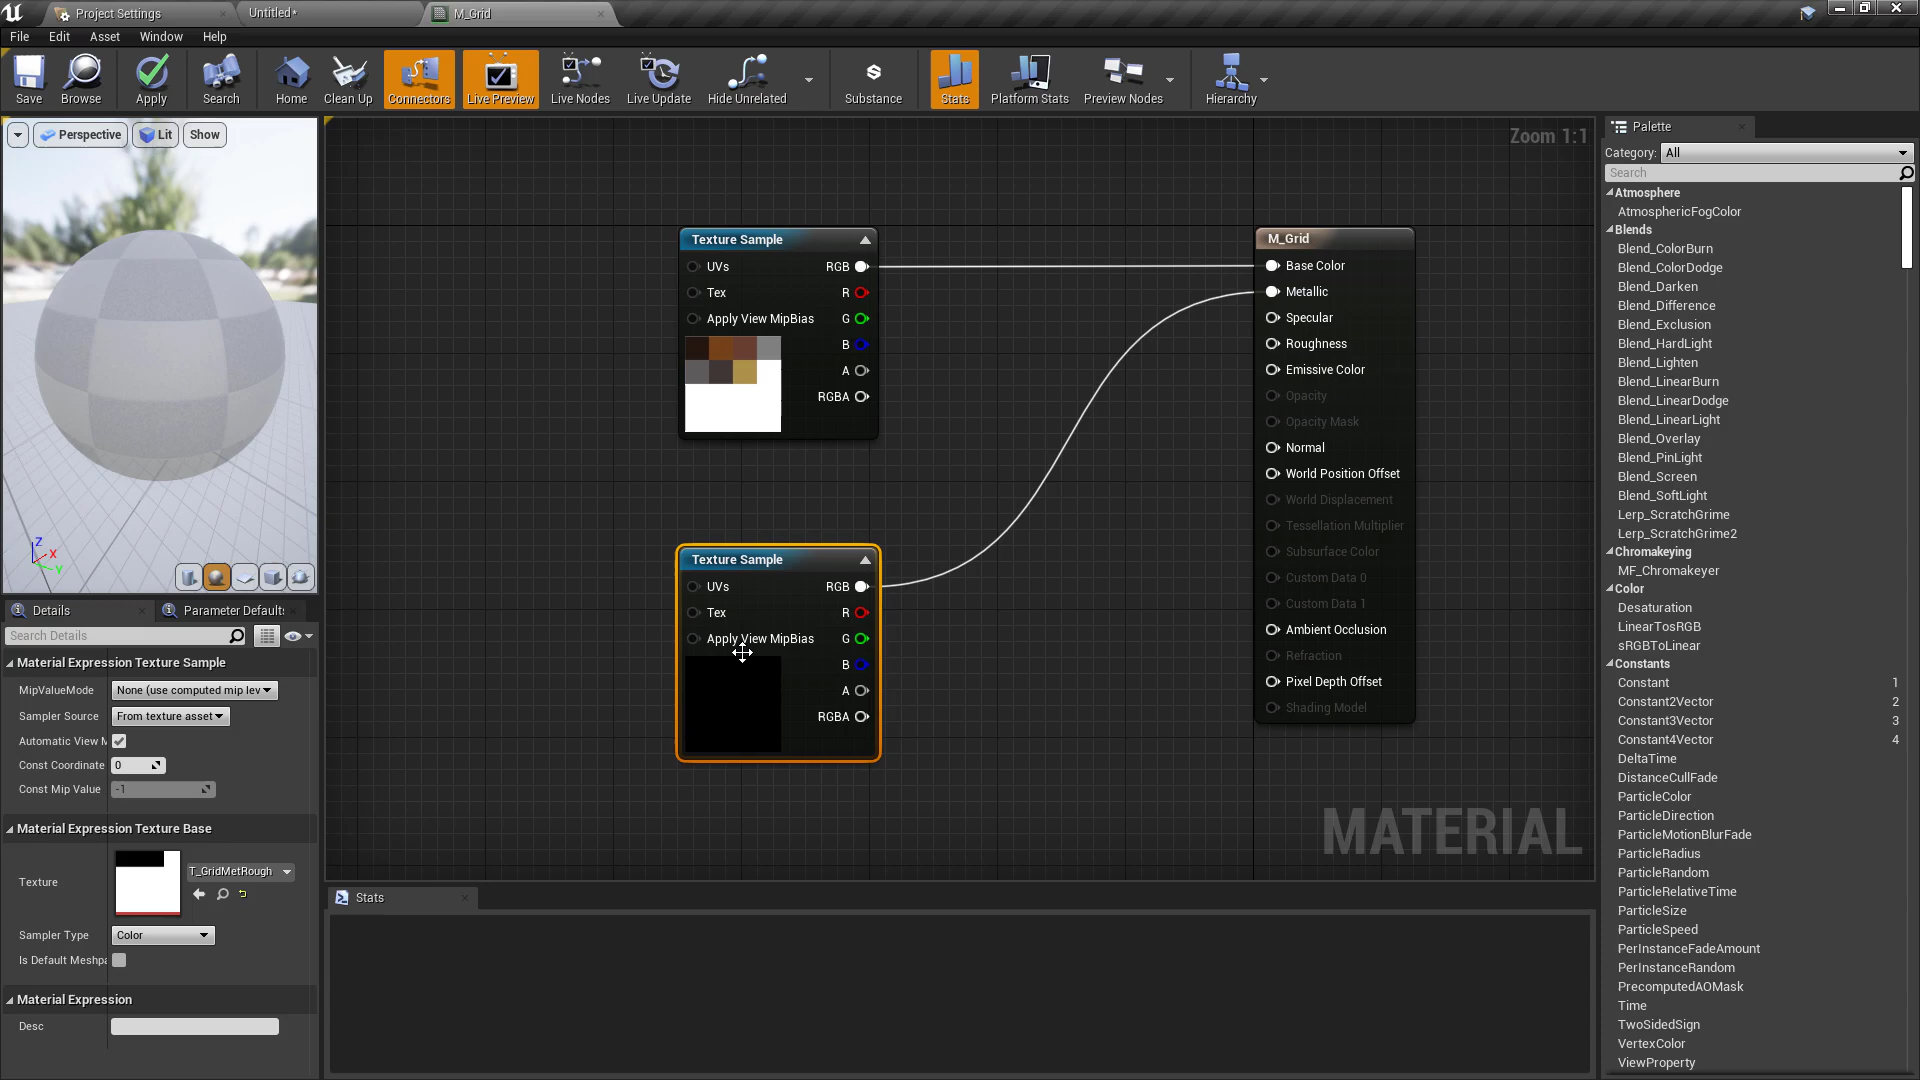 Project Settings
Untitled*
M_Grid
File
Edit
Asset
Window
Help
Save
Browse
Apply
Search
Home
Clean Up
Connectors
Live Preview
Live Nodes
Live Update
Hide Unrelated
Substance
Stats
Platform Stats
Preview Nodes
Hierarchy
Perspective
Lit
Show
Z
X
Y
Zoom 1:1
Texture Sample
UVs
RGB
Tex
R
Apply View MipBias
G
B
A
RGBA
Texture Sample
UVs
RGB
Tex
R
Apply View MipBias
G
B
A
RGBA
M_Grid
Base Color
Metallic
Specular
Roughness
Emissive Color
Opacity
Opacity Mask
Normal
World Position Offset
World Displacement
Tessellation Multiplier
Subsurface Color
Custom Data 0
Custom Data 1
Ambient Occlusion
Refraction
Pixel Depth Offset
Shading Model
MATERIAL
Details
Parameter Defaults
Search Details
Material Expression Texture Sample
MipValueMode
None (use computed mip lev
Sampler Source
From texture asset
Automatic View M
Const Coordinate
0
Const Mip Value
-1
Material Expression Texture Base
Texture
T_GridMetRough
Sampler Type
Color
Is Default Meshpa
Material Expression
Desc
Stats
Palette
Category:
All
Search
Atmosphere
AtmosphericFogColor
Blends
Blend_ColorBurn
Blend_ColorDodge
Blend_Darken
Blend_Difference
Blend_Exclusion
Blend_HardLight
Blend_Lighten
Blend_LinearBurn
Blend_LinearDodge
Blend_LinearLight
Blend_Overlay
Blend_PinLight
Blend_Screen
Blend_SoftLight
Lerp_ScratchGrime
Lerp_ScratchGrime2
Chromakeying
MF_Chromakeyer
Color
Desaturation
LinearTosRGB
sRGBToLinear
Constants
Constant 1
Constant2Vector 2
Constant3Vector 3
Constant4Vector 4
DeltaTime
DistanceCullFade
ParticleColor
ParticleDirection
ParticleMotionBlurFade
ParticleRadius
ParticleRandom
ParticleRelativeTime
ParticleSize
ParticleSpeed
PerInstanceFadeAmount
PerInstanceRandom
PrecomputedAOMask
Time
TwoSidedSign
VertexColor
ViewProperty